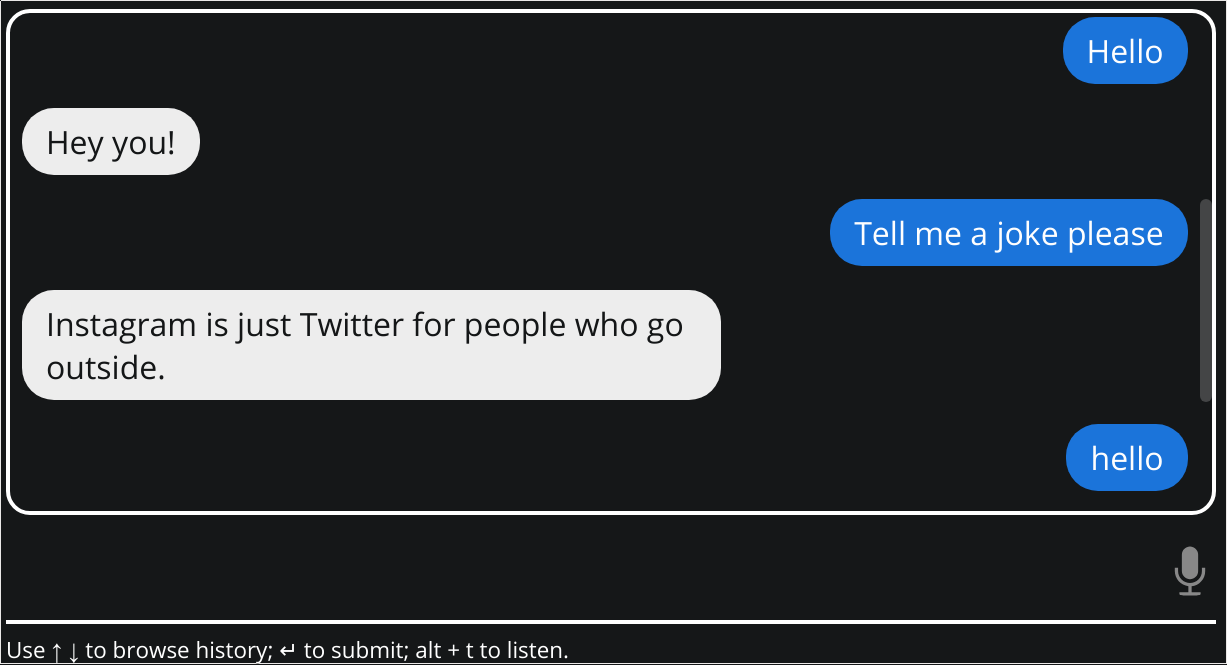 Hello
Hey you!
Tell me a joke please
Instagram is just Twitter for people who go
outside.
hello
Use ↑ ↓ to browse history; ↵ to submit; alt + t to listen.